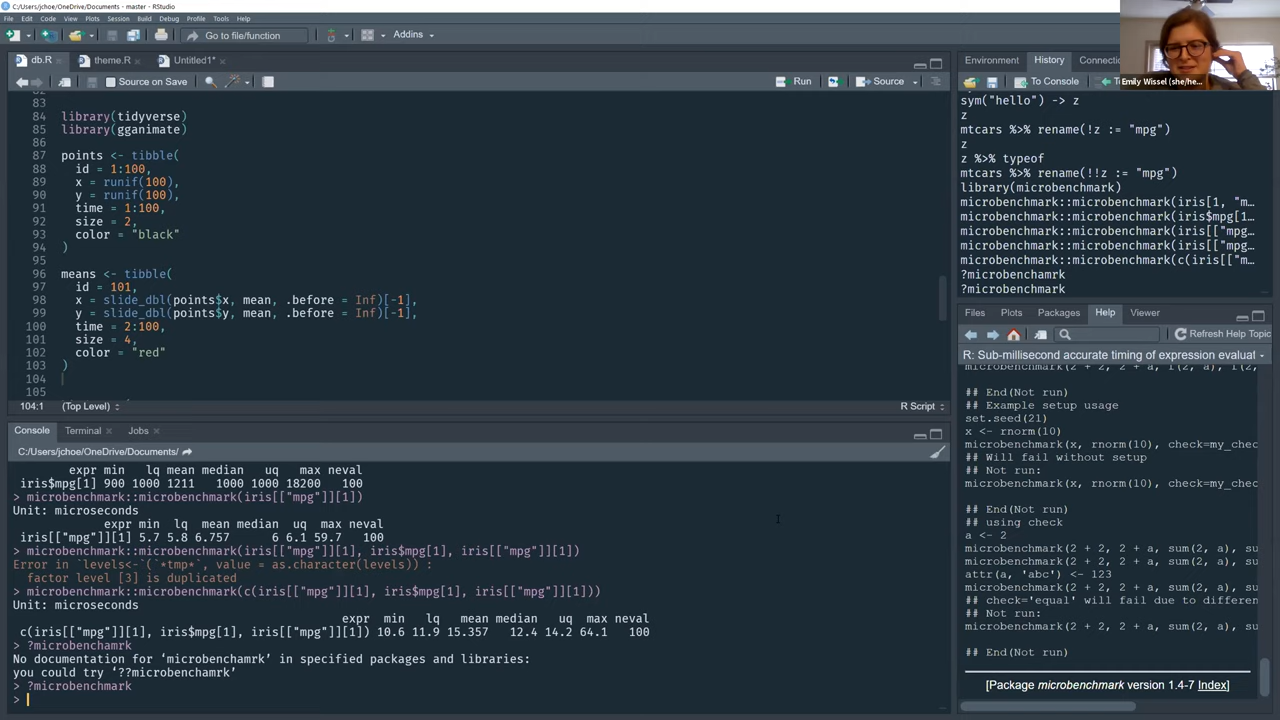 C:/Users/jchoe/OneDrive/Documents - master - RStudio
File Edit Code View Plots Session Build Debug Profile Tools Help
Go to file/function Addins
db.R theme.R Untitled1*
Source on Save Run Source
82
83
84 library(tidyverse)
85 library(gganimate)
86
87 points <- tibble(
88 id = 1:100,
89 x = runif(100),
90 y = runif(100),
91 time = 1:100,
92 size = 2,
93 color = "black"
94 )
95
96 means <- tibble(
97 id = 101,
98 x = slide_dbl(points$x, mean, .before = Inf)[-1],
99 y = slide_dbl(points$y, mean, .before = Inf)[-1],
100 time = 2:100,
101 size = 4,
102 color = "red"
103 )
104
105
104:1 (Top Level) R Script
Console Terminal Jobs
C:/Users/jchoe/OneDrive/Documents/
expr min lq mean median uq max neval
iris$mpg[1] 900 1000 1211 1000 1000 18200 100
> microbenchmark::microbenchmark(iris[["mpg"]][1])
Unit: microseconds
expr min lq mean median uq max neval
iris[["mpg"]][1] 5.7 5.8 6.757 6 6.1 59.7 100
> microbenchmark::microbenchmark(iris[["mpg"]][1], iris$mpg[1], iris[["mpg"]][1])
Error in `levels<-`(`*tmp*`, value = as.character(levels)) :
factor level [3] is duplicated
> microbenchmark::microbenchmark(c(iris[["mpg"]][1], iris$mpg[1], iris[["mpg"]][1]))
Unit: microseconds
expr min lq mean median uq max neval
c(iris[["mpg"]][1], iris$mpg[1], iris[["mpg"]][1]) 10.6 11.9 15.357 12.4 14.2 64.1 100
> ?microbenchamrk
No documentation for ‘microbenchamrk’ in specified packages and libraries:
you could try ‘??microbenchamrk’
> ?microbenchmark
>
Emily Wissel (she/he...
Environment History Connec
To Console To
sym("hello") -> z
z
mtcars %>% rename(!z := "mpg")
z
z %>% typeof
mtcars %>% rename(!!z := "mpg")
library(microbenchmark)
microbenchmark::microbenchmark(iris[1, "m…
microbenchmark::microbenchmark(iris$mpg[1…
microbenchmark::microbenchmark(iris[["mpg…
microbenchmark::microbenchmark(iris[["mpg…
microbenchmark::microbenchmark(c(iris[["m…
?microbenchamrk
?microbenchmark
Files Plots Packages Help Viewer
Refresh Help Topic
R: Sub-millisecond accurate timing of expression evaluat
microbenchmark(2 + 2, 2 + a, f(2, a), f(2,
## End(Not run)
## Example setup usage
set.seed(21)
x <- rnorm(10)
microbenchmark(x, rnorm(10), check=my_chec
## Will fail without setup
## Not run:
microbenchmark(x, rnorm(10), check=my_chec
## End(Not run)
## using check
a <- 2
microbenchmark(2 + 2, 2 + a, sum(2, a), su
microbenchmark(2 + 2, 2 + a, sum(2, a), su
attr(a, 'abc') <- 123
microbenchmark(2 + 2, 2 + a, sum(2, a), su
## check='equal' will fail due to differen
## Not run:
microbenchmark(2 + 2, 2 + a, sum(2, a), su
## End(Not run)
[Package microbenchmark version 1.4-7 Index]